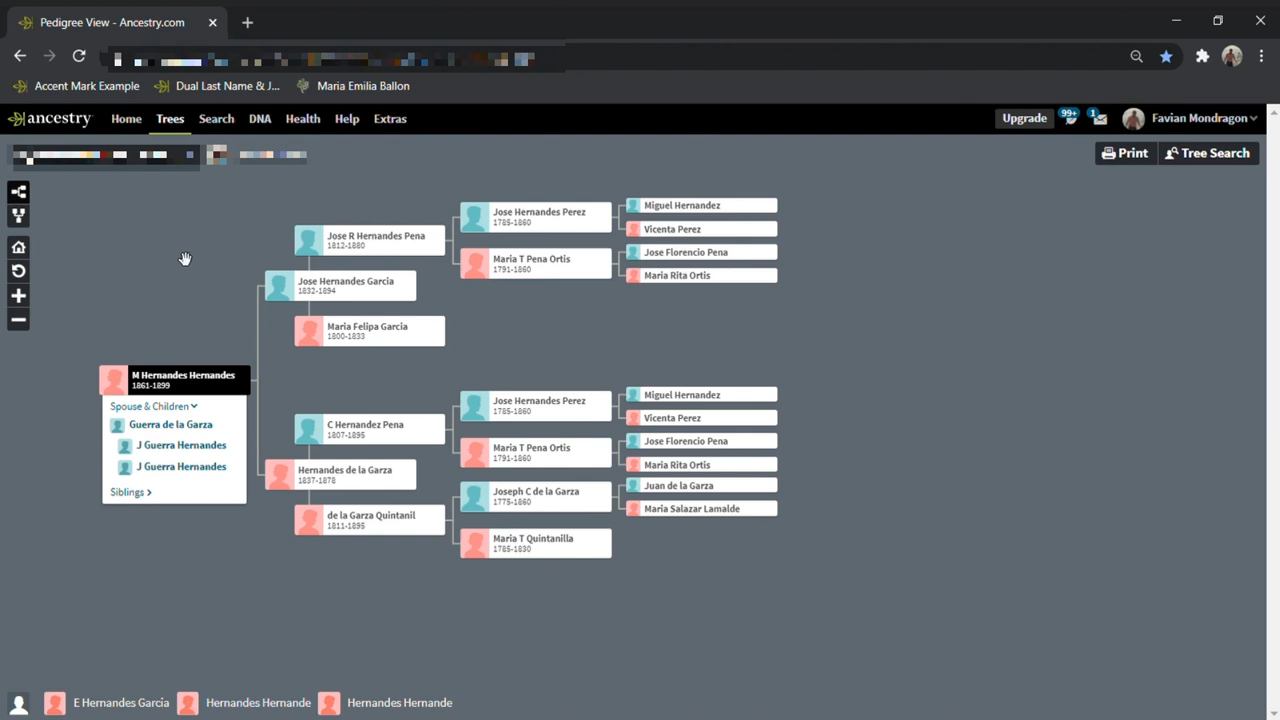 Pedigree View - Ancestry.com
Accent Mark Example
Dual Last Name & J...
Maria Emilia Ballon
ancestry
Home
Trees
Search
DNA
Health
Help
Extras
Upgrade
99+
1
Favian Mondragon
Print
Tree Search
M Hernandes Hernandes
1861-1899
Spouse & Children
Guerra de la Garza
J Guerra Hernandes
J Guerra Hernandes
Siblings
Jose R Hernandes Pena
1812-1880
Jose Hernandes Garcia
1832-1894
Maria Felipa Garcia
1800-1833
C Hernandez Pena
1807-1895
Hernandes de la Garza
1837-1878
de la Garza Quintanil
1811-1895
Jose Hernandes Perez
1785-1860
Maria T Pena Ortis
1791-1860
Jose Hernandes Perez
1785-1860
Maria T Pena Ortis
1791-1860
Joseph C de la Garza
1775-1860
Maria T Quintanilla
1785-1830
Miguel Hernandez
Vicenta Perez
Jose Florencio Pena
Maria Rita Ortis
Miguel Hernandez
Vicenta Perez
Jose Florencio Pena
Maria Rita Ortis
Juan de la Garza
Maria Salazar Lamalde
E Hernandes Garcia
Hernandes Hernande
Hernandes Hernande